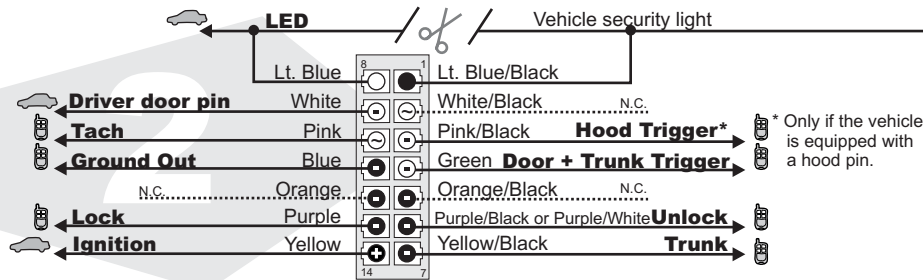 LED Vehicle security light
8 1
Lt. Blue Lt. Blue/Black
Driver door pin White White/Black N.C.
Tach Pink Pink/Black Hood Trigger* * Only if the vehicle
is equipped with
a hood pin.
Ground Out Blue Green Door + Trunk Trigger
N.C. Orange Orange/Black N.C.
Lock Purple Purple/Black or Purple/White Unlock
Ignition Yellow Yellow/Black Trunk
14 7
2